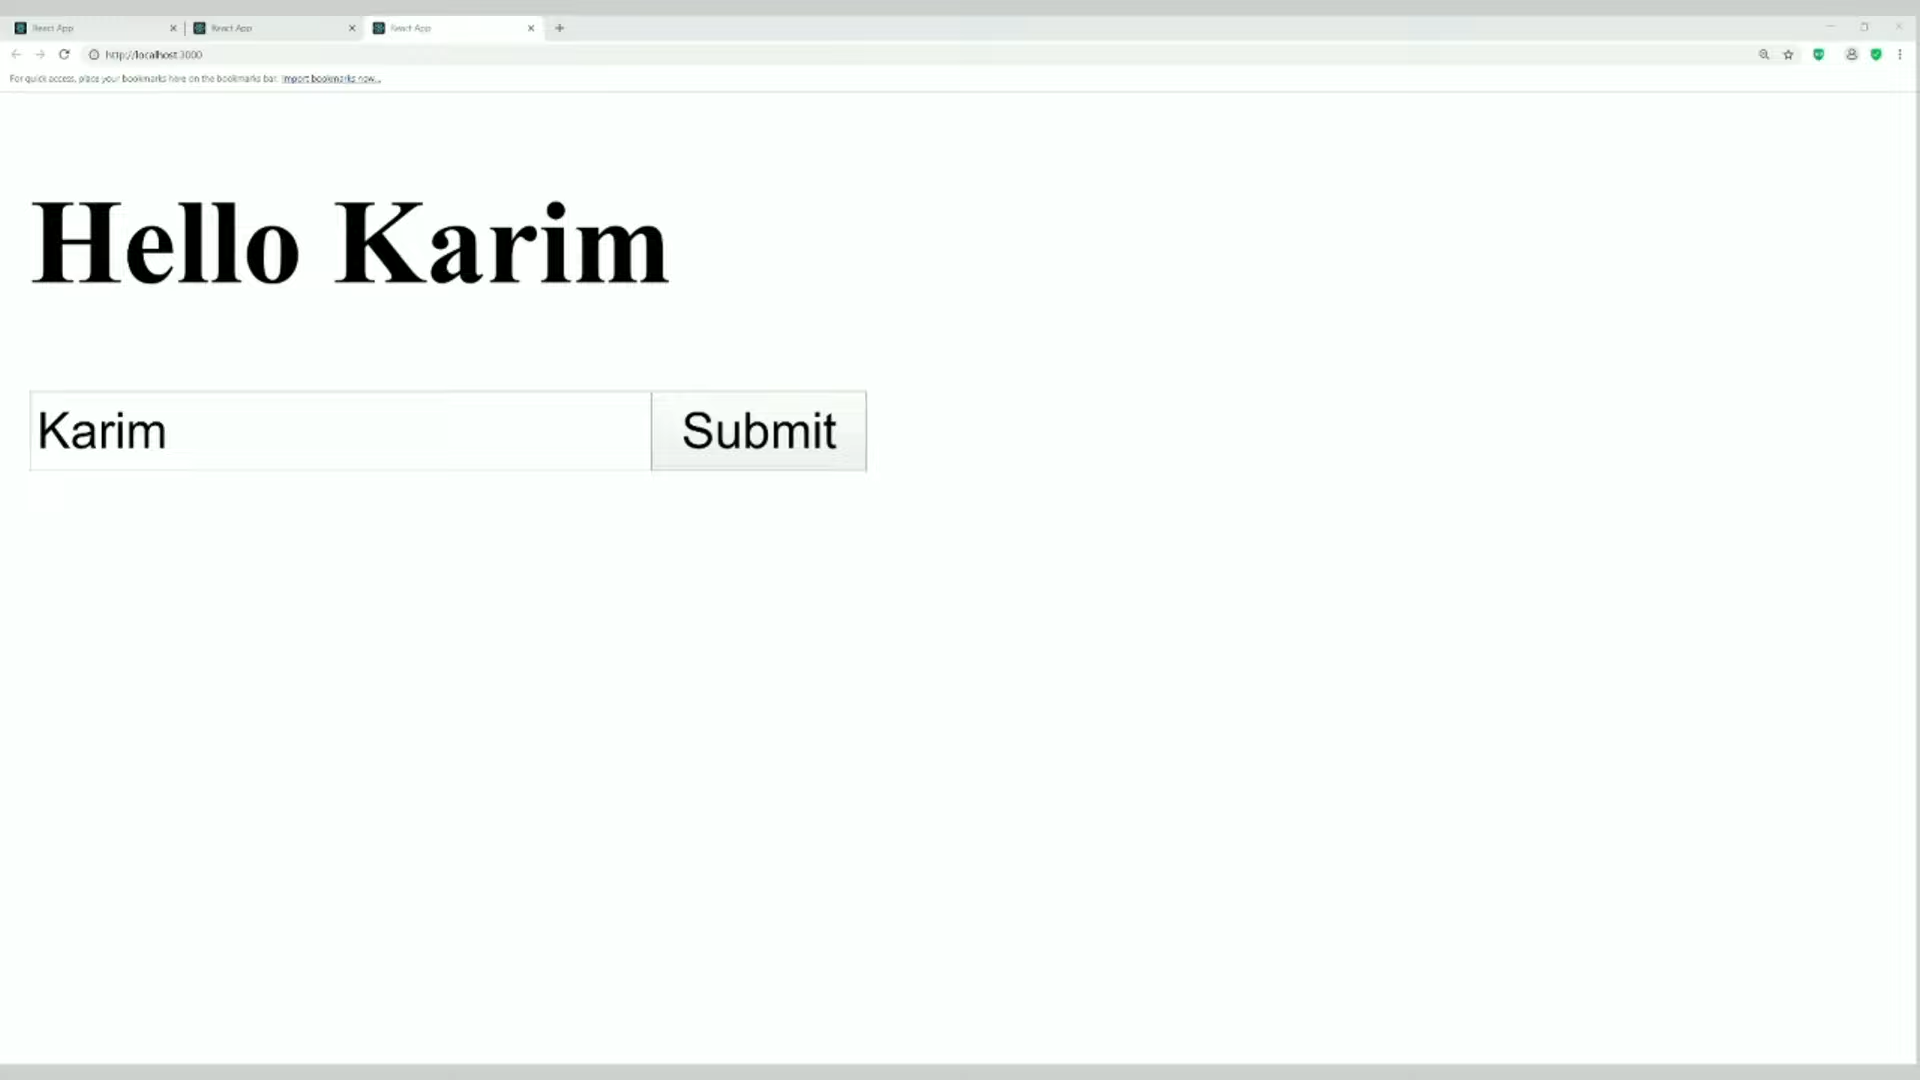 React App React App React App
http://localhost:3000
For quick access, place your bookmarks here on the bookmarks bar. Import bookmarks now...
Hello Karim
Karim Submit